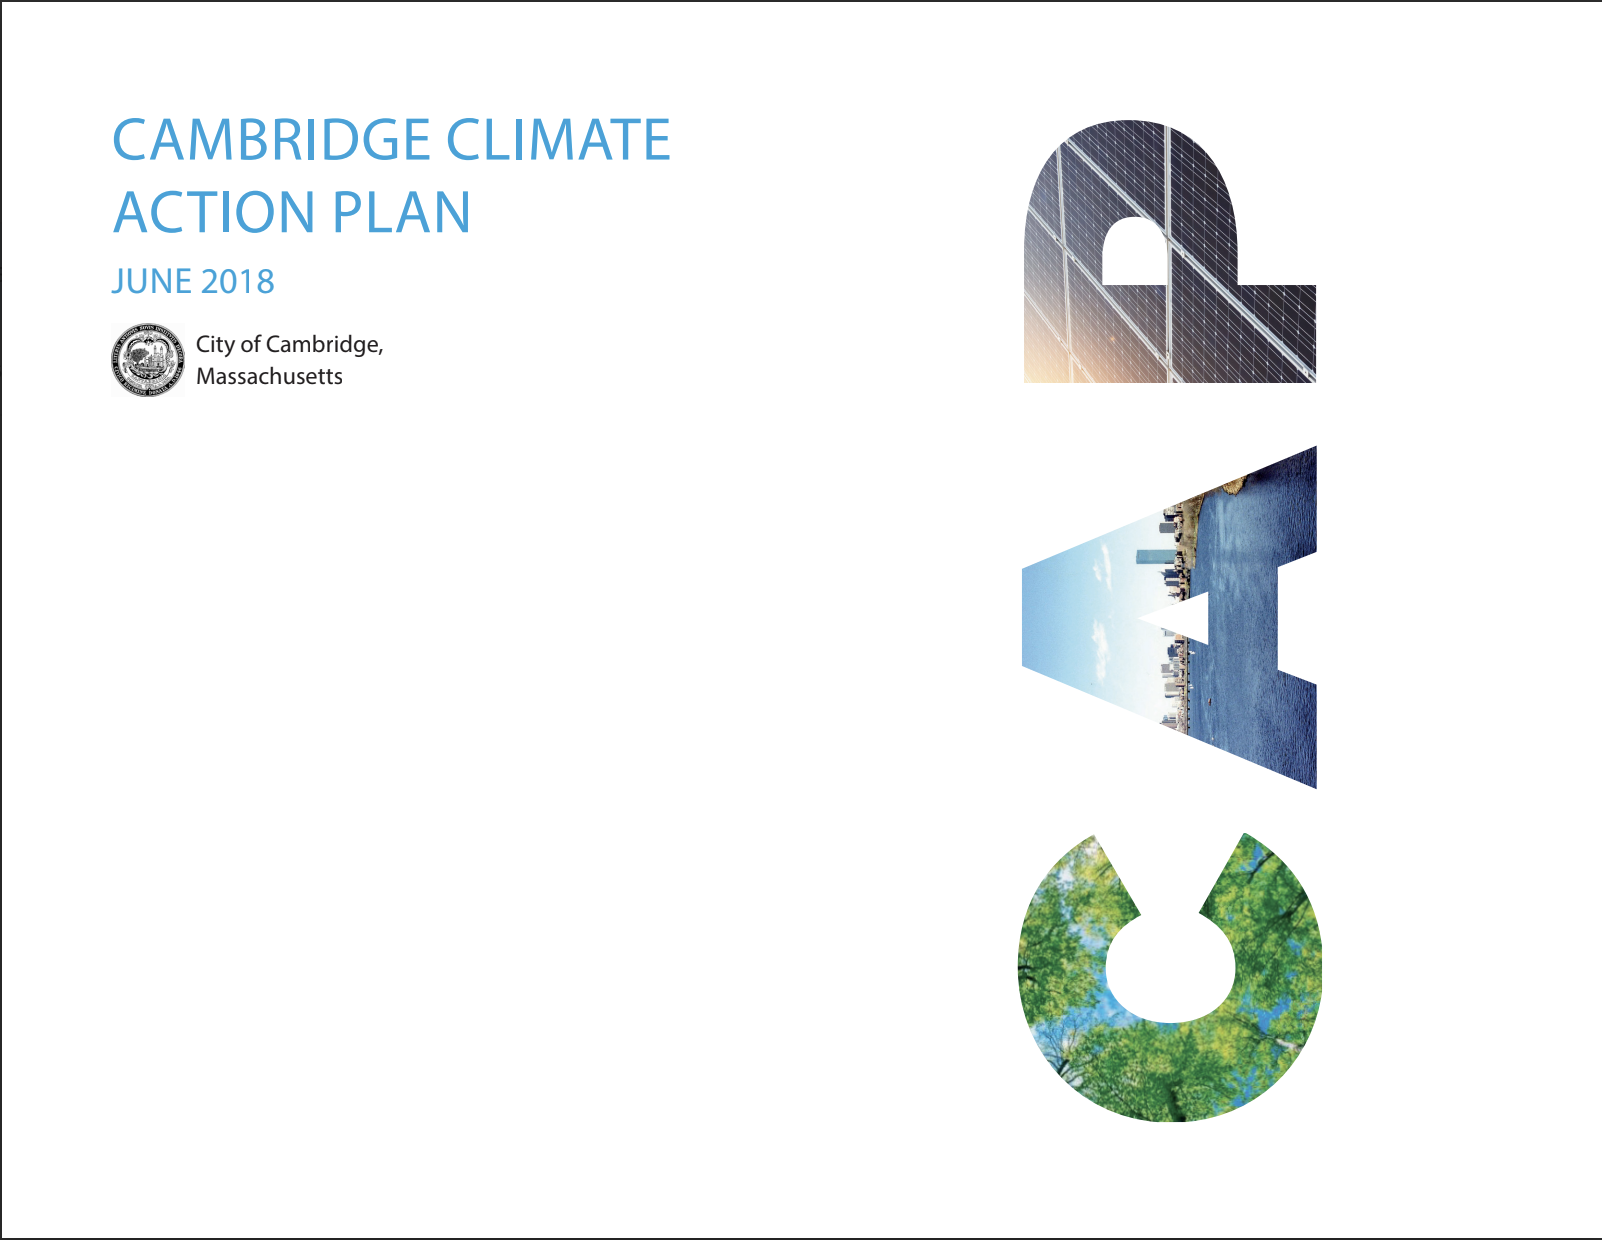 CAMBRIDGE CLIMATE
ACTION PLAN
JUNE 2018
City of Cambridge,
Massachusetts
CAP